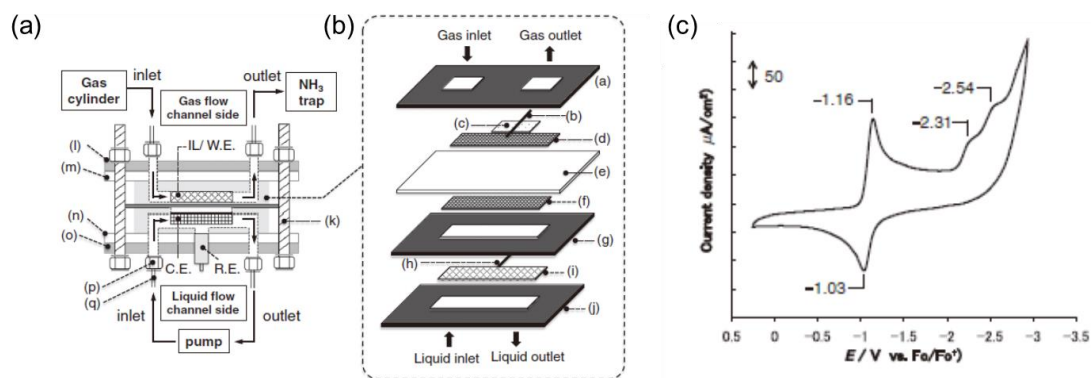 (a)
Gas
cylinder
inlet
outlet
NH₃
trap
Gas flow
channel side
(l)
(m)
IL/ W.E.
(n)
(o)
(k)
(p)
(q)
C.E.
R.E.
Liquid flow
channel side
inlet
outlet
pump
(b)
Gas inlet
Gas outlet
(a)
(b)
(c)
(d)
(e)
(f)
(g)
(h)
(i)
(j)
Liquid inlet
Liquid outlet
(c)
Current density μA/cm²
50
-1.16
-2.54
-2.31
-1.03
0.5 0 -0.5 -1 -1.5 -2 -2.5 -3 -3.5
E / V vs. Fc/Fc⁺)